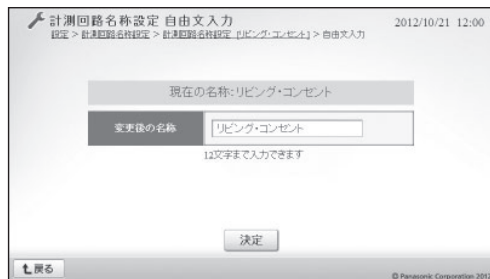 計測回路名称設定 自由文入力
2012/10/21 12:00
設定 > 計測回路名称設定 > 計測回路名称設定 [リビング・コンセント] > 自由文入力
現在の名称:リビング・コンセント
変更後の名称 リビング・コンセント
12文字まで入力できます
決定
戻る
© Panasonic Corporation 2012